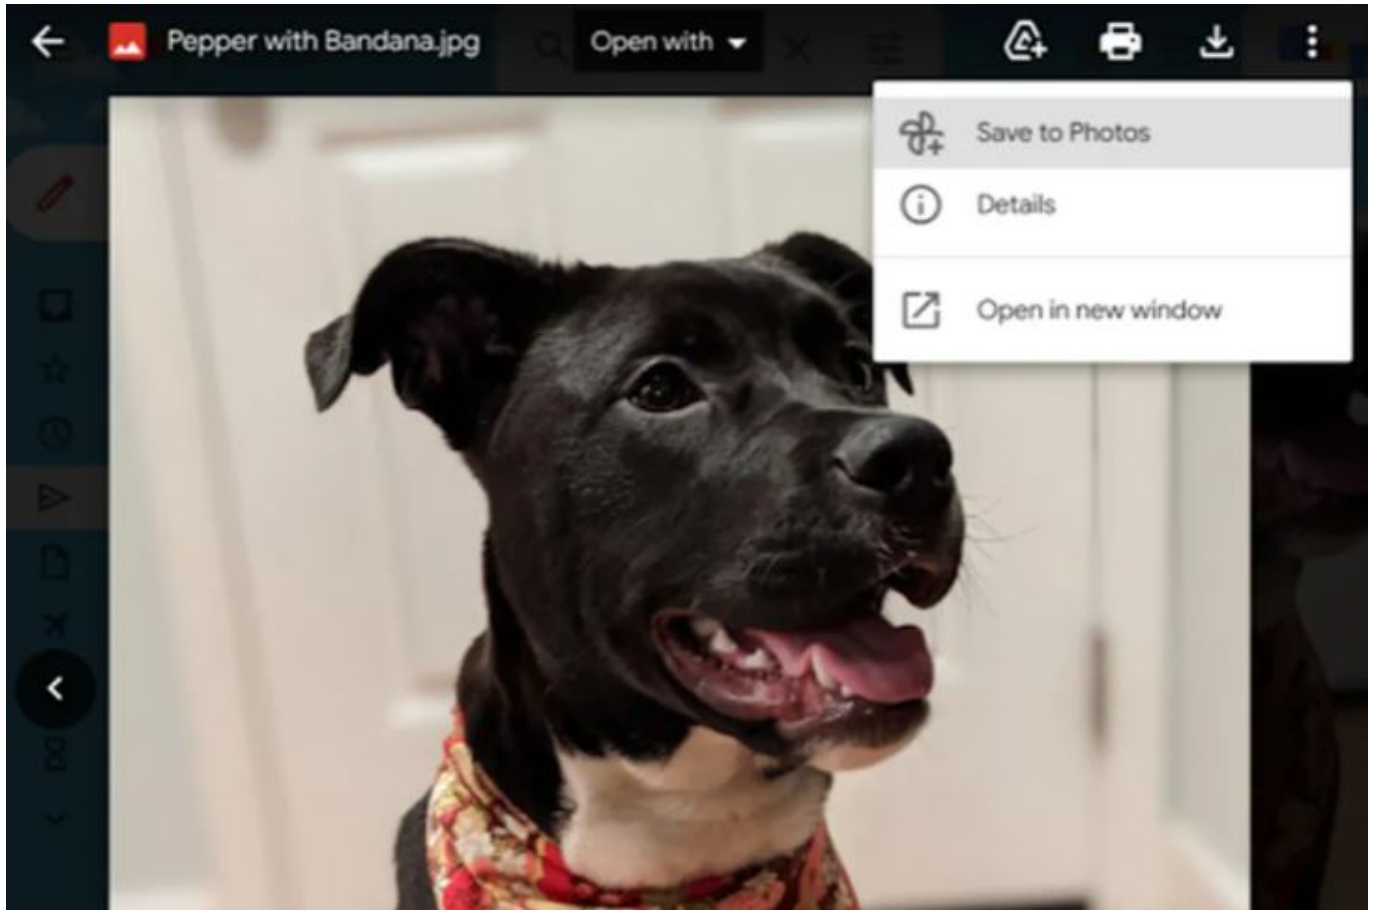 Pepper with Bandana.jpg
Open with
Save to Photos
Details
Open in new window